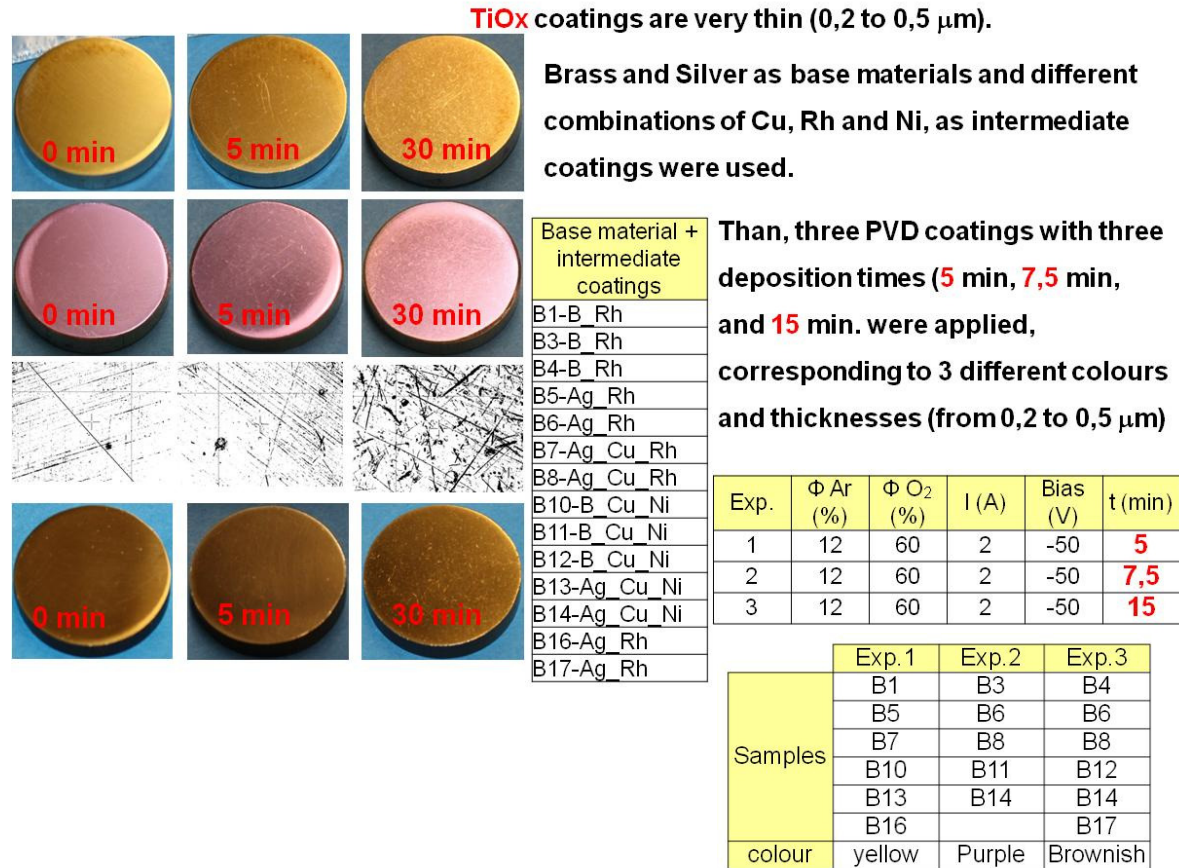 TiOx coatings are very thin (0,2 to 0,5 μm).
0 min
5 min
30 min
Brass and Silver as base materials and different
combinations of Cu, Rh and Ni, as intermediate
coatings were used.
0 min
5 min
30 min
0 min
5 min
30 min
Base material +
intermediate
coatings
B1-B_Rh
B3-B_Rh
B4-B_Rh
B5-Ag_Rh
B6-Ag_Rh
B7-Ag_Cu_Rh
B8-Ag_Cu_Rh
B10-B_Cu_Ni
B11-B_Cu_Ni
B12-B_Cu_Ni
B13-Ag_Cu_Ni
B14-Ag_Cu_Ni
B16-Ag_Rh
B17-Ag_Rh
Than, three PVD coatings with three
deposition times (5 min, 7,5 min,
and 15 min. were applied,
corresponding to 3 different colours
and thicknesses (from 0,2 to 0,5 μm)
Exp. Φ Ar (%) Φ O₂ (%) I (A) Bias (V) t (min)
1 12 60 2 -50 5
2 12 60 2 -50 7,5
3 12 60 2 -50 15
Exp.1 Exp.2 Exp.3
Samples
B1 B3 B4
B5 B6 B6
B7 B8 B8
B10 B11 B12
B13 B14 B14
B16 B17
colour yellow Purple Brownish